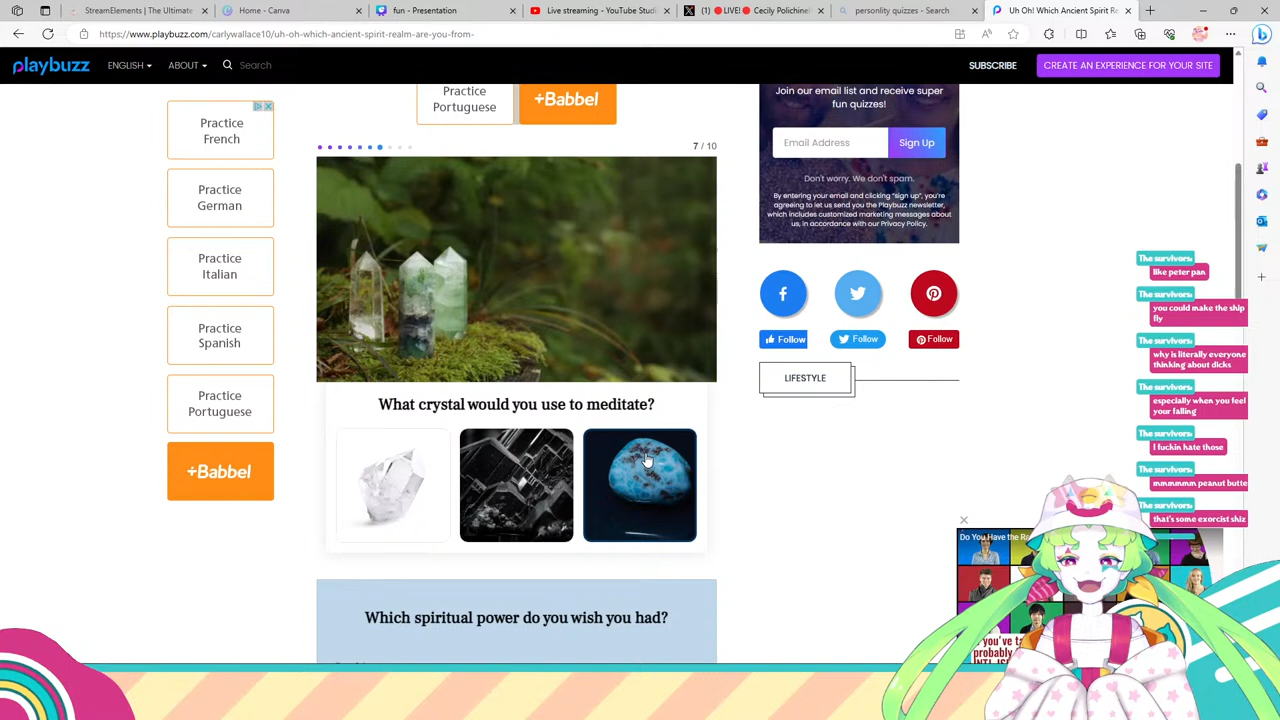 StreamElements | The Ultimate
Home - Canva
fun - Presentation
Live streaming - YouTube Studi
(1) 🔴 LIVE! 🔴 Cecily Polichinel
personlity quizzes - Search
Uh Oh! Which Ancient Spirit Re
https://www.playbuzz.com/carlywallace10/uh-oh-which-ancient-spirit-realm-are-you-from-
playbuzz
ENGLISH
ABOUT
Search
SUBSCRIBE
CREATE AN EXPERIENCE FOR YOUR SITE
Practice
French
Practice
German
Practice
Italian
Practice
Spanish
Practice
Portuguese
+Babbel
Practice
Portuguese
+Babbel
7 / 10
What crystal would you use to meditate?
Which spiritual power do you wish you had?
Join our email list and receive super
fun quizzes!
Email Address
Sign Up
Don't worry. We don't spam.
By entering your email and clicking "sign up", you're
agreeing to let us send you the Playbuzz newsletter,
which includes customized marketing messages about
us, in accordance with our Privacy Policy.
Follow
Follow
Follow
LIFESTYLE
The survivors:
like peter pan
The survivors:
you could make the ship
fly
The survivors:
why is literally everyone
thinking about dicks
The survivors:
especially when you feel
your falling
The survivors:
I fuckin hate those
The survivors:
mmmmmm peanut butte
The survivors:
that's some exorcist shiz
Do You Have the R
you've ta
probably